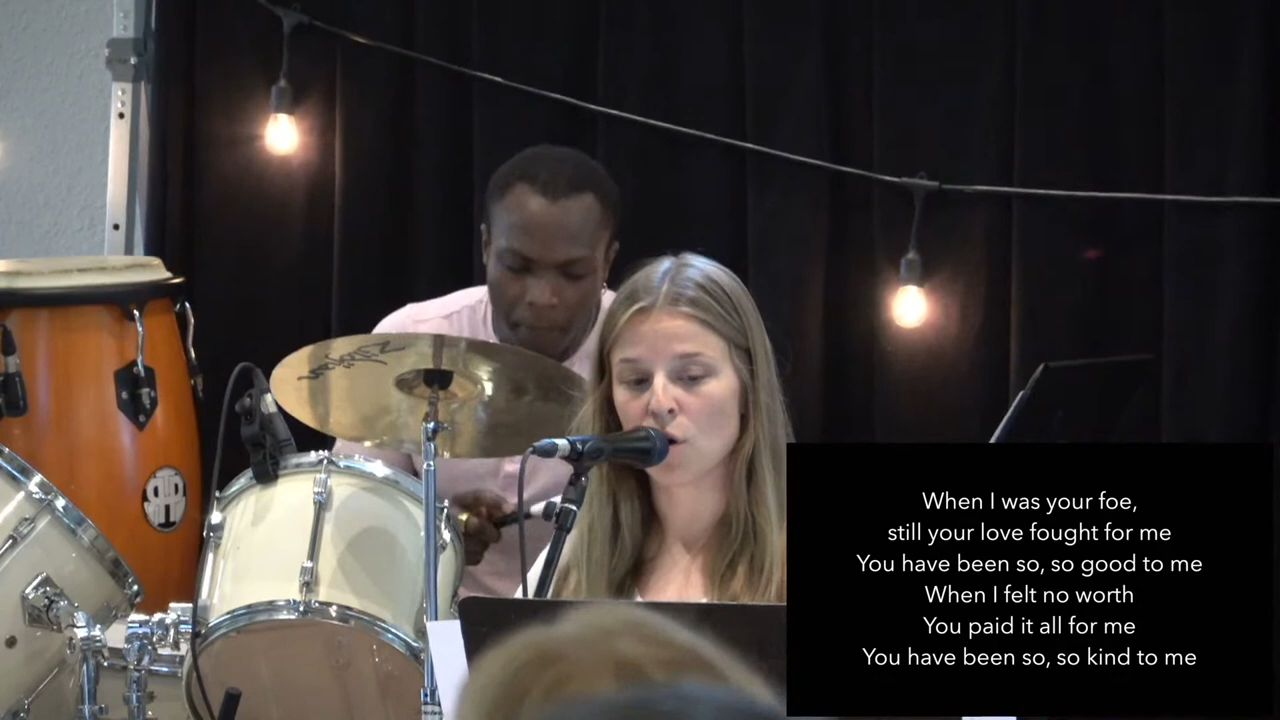 Zildjian
When I was your foe,
still your love fought for me
You have been so, so good to me
When I felt no worth
You paid it all for me
You have been so, so kind to me